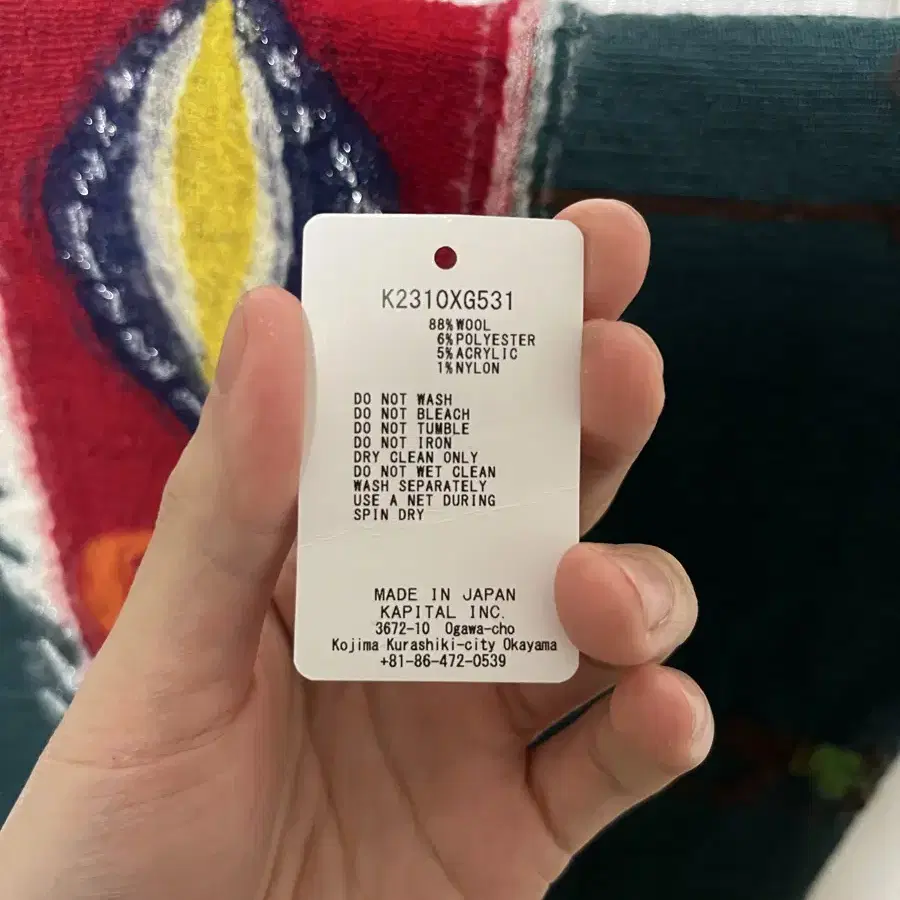 K2310XG531
88%WOOL
6%POLYESTER
5%ACRYLIC
1%NYLON
DO NOT WASH
DO NOT BLEACH
DO NOT TUMBLE
DO NOT IRON
DRY CLEAN ONLY
DO NOT WET CLEAN
WASH SEPARATELY
USE A NET DURING
SPIN DRY
MADE IN JAPAN
KAPITAL INC.
3672-10 Ogawa-cho
Kojima Kurashiki-city Okayama
+81-86-472-0539